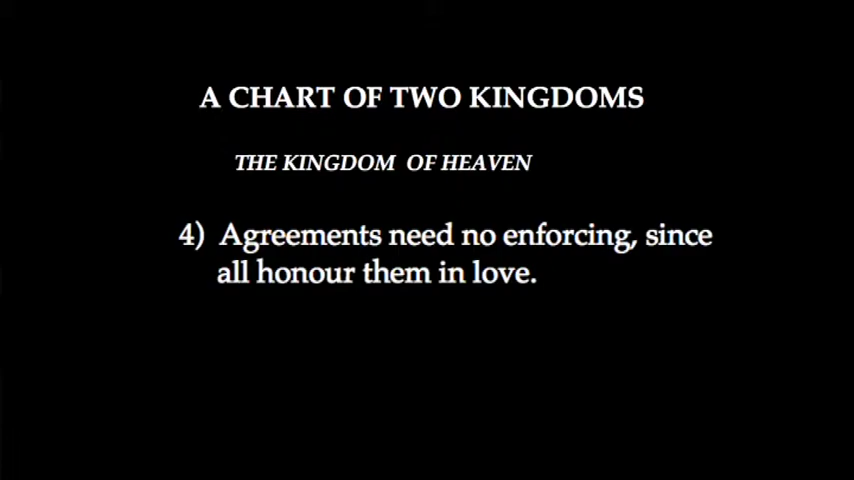 A CHART OF TWO KINGDOMS
THE KINGDOM OF HEAVEN
4) Agreements need no enforcing, since
all honour them in love.